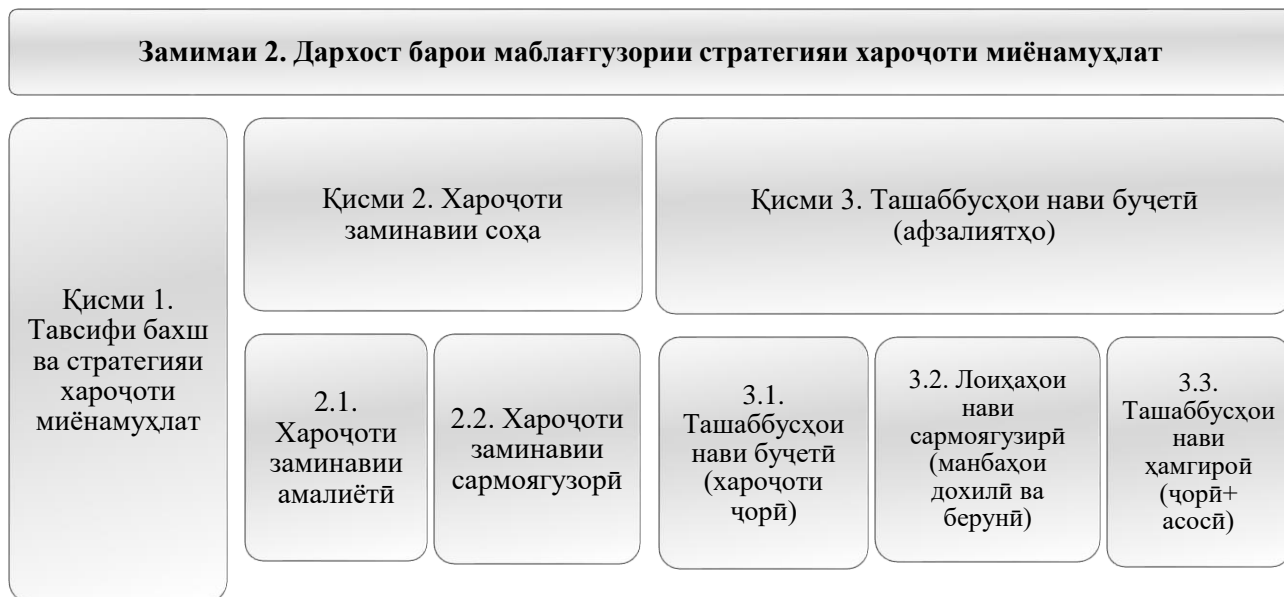 Замимаи 2. Дархост барои маблағгузории стратегияи хароҷоти миёнамуҳлат
Қисми 1.
Тавсифи бахш
ва стратегияи
хароҷоти
миёнамуҳлат
Қисми 2. Хароҷоти
заминавии соҳа
2.1.
Хароҷоти
заминавии
амалиётӣ
2.2. Хароҷоти
заминавии
сармоягузорӣ
Қисми 3. Ташаббусҳои нави буҷетӣ
(афзалиятҳо)
3.1.
Ташаббусҳои
нави буҷетӣ
(хароҷоти
ҷорӣ)
3.2. Лоиҳаҳои
нави
сармоягузирӣ
(манбаҳои
дохилӣ ва
берунӣ)
3.3.
Ташаббусҳои
нави
ҳамгироӣ
(ҷорӣ+
асосӣ)